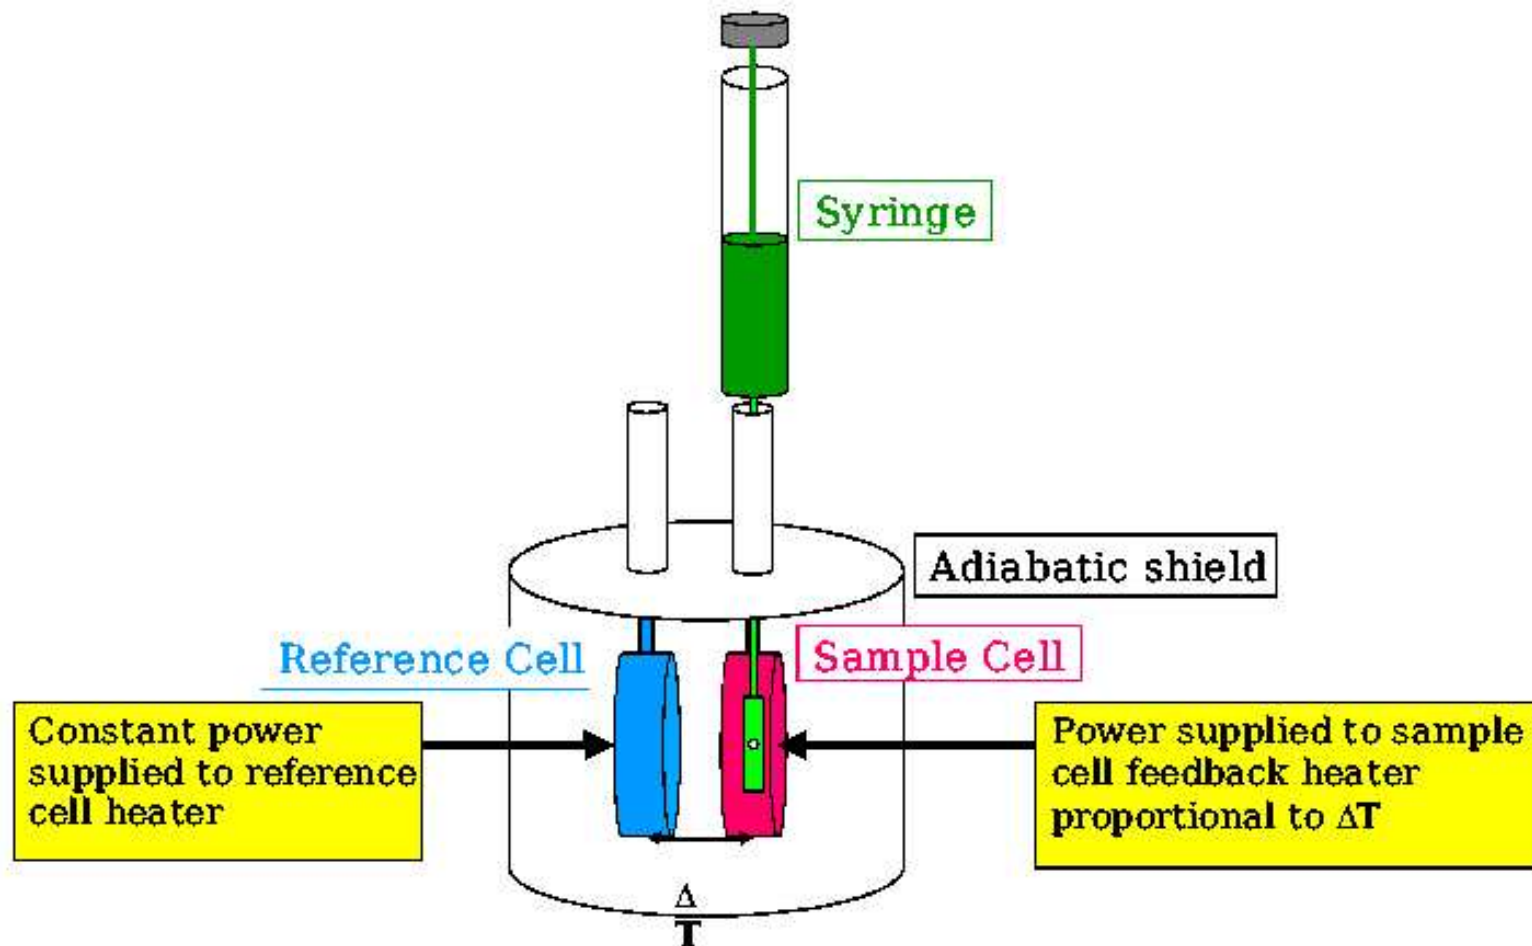 Syringe
Adiabatic shield
Reference Cell
Sample Cell
Constant power
supplied to reference
cell heater
Power supplied to sample
cell feedback heater
proportional to ΔT
Δ
T